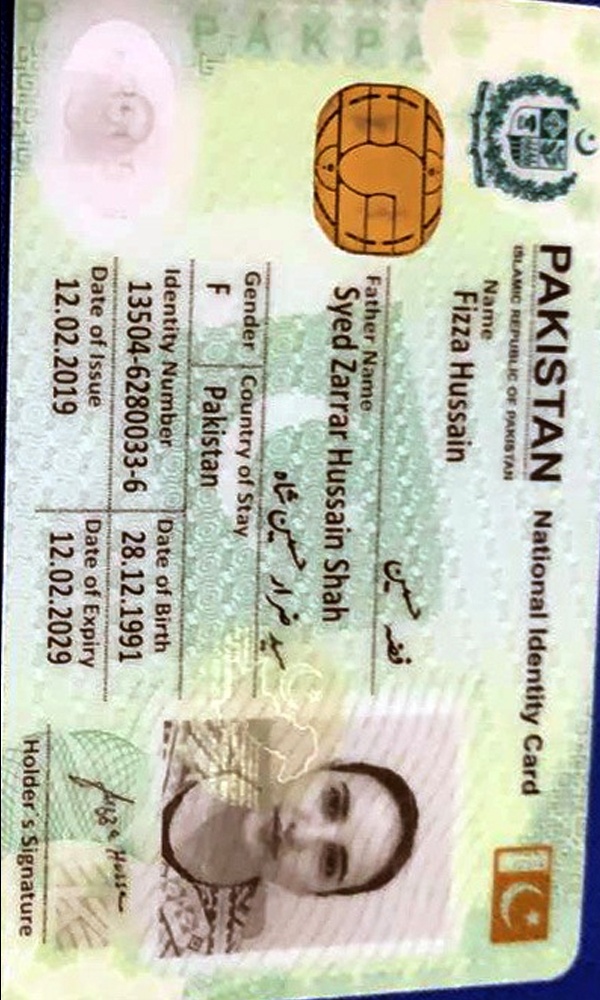 PAKISTAN National Identity Card
ISLAMIC REPUBLIC OF PAKISTAN
Name
Fizza Hussain
فضہ حسین
Father Name
Syed Zarrar Hussain Shah
سید ضرار حسین شاہ
Gender Country of Stay
F Pakistan
Identity Number Date of Birth
13504-6280033-6 28.12.1991
Date of Issue Date of Expiry
12.02.2019 12.02.2029
Holder's Signature